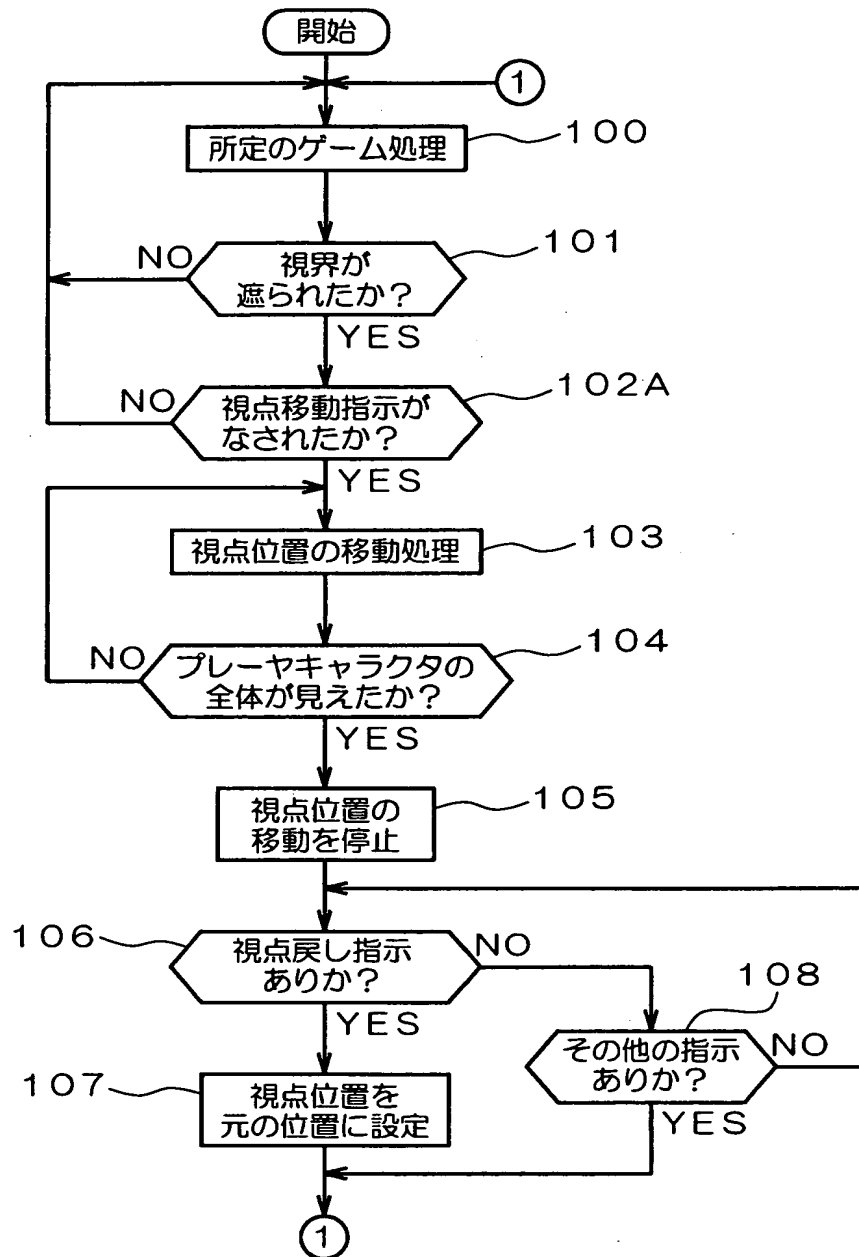 開始
①
所定のゲーム処理
１００
視界が
遮られたか？
１０１
ＮＯ
ＹＥＳ
視点移動指示が
なされたか？
１０２Ａ
ＮＯ
ＹＥＳ
視点位置の移動処理
１０３
プレーヤキャラクタの
全体が見えたか？
１０４
ＮＯ
ＹＥＳ
視点位置の
移動を停止
１０５
１０６
視点戻し指示
ありか？
ＮＯ
ＹＥＳ
１０８
その他の指示
ありか？
ＮＯ
ＹＥＳ
１０７
視点位置を
元の位置に設定
①